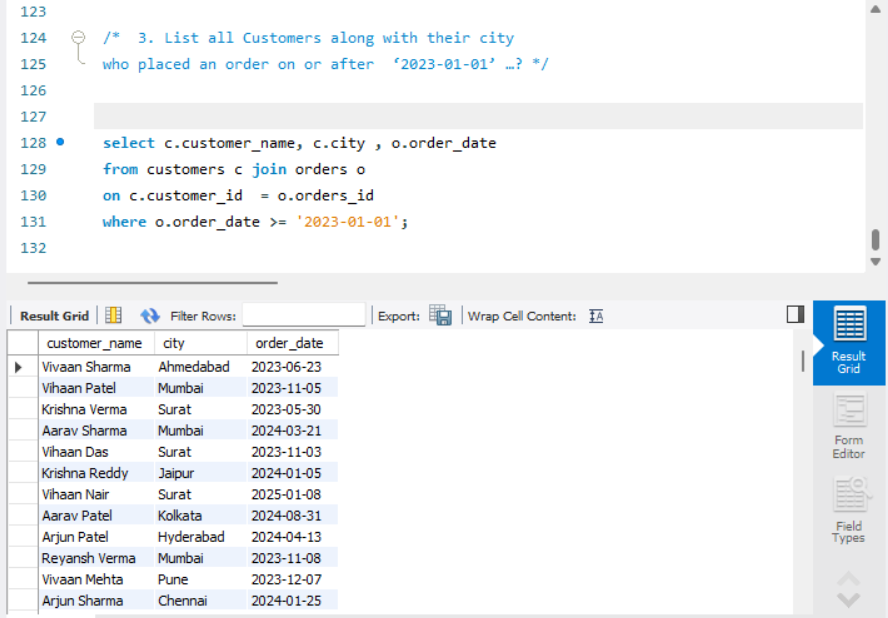 123
124 /* 3. List all Customers along with their city
125 who placed an order on or after ‘2023-01-01’ …? */
126
127
128 select c.customer_name, c.city , o.order_date
129 from customers c join orders o
130 on c.customer_id = o.orders_id
131 where o.order_date >= '2023-01-01';
132
Result Grid Filter Rows: Export: Wrap Cell Content: IA
customer_name city order_date
Vivaan Sharma Ahmedabad 2023-06-23
Vihaan Patel Mumbai 2023-11-05
Krishna Verma Surat 2023-05-30
Aarav Sharma Mumbai 2024-03-21
Vihaan Das Surat 2023-11-03
Krishna Reddy Jaipur 2024-01-05
Vihaan Nair Surat 2025-01-08
Aarav Patel Kolkata 2024-08-31
Arjun Patel Hyderabad 2024-04-13
Reyansh Verma Mumbai 2023-11-08
Vivaan Mehta Pune 2023-12-07
Arjun Sharma Chennai 2024-01-25
Result
Grid
Form
Editor
Field
Types